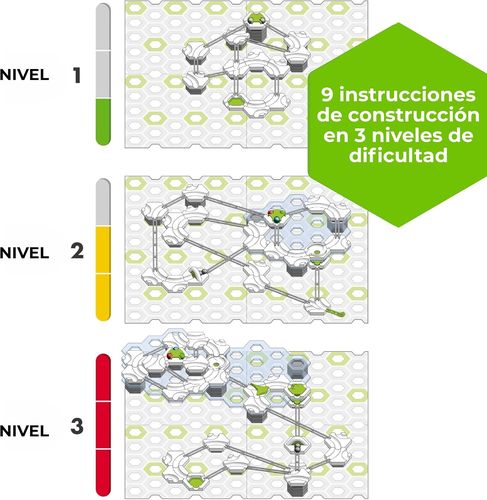 NIVEL 1
9 instrucciones
de construcción
en 3 niveles de
dificultad
NIVEL 2
NIVEL 3